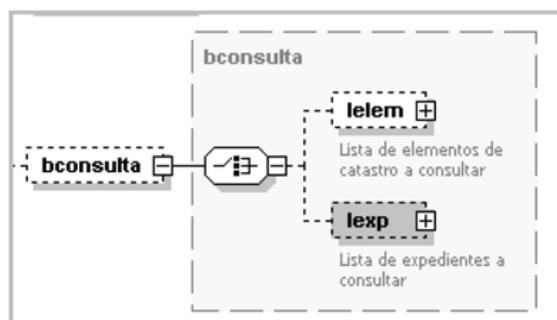 bconsulta
bconsulta
lelem
Lista de elementos de
catastro a consultar
lexp
Lista de expedientes a
consultar